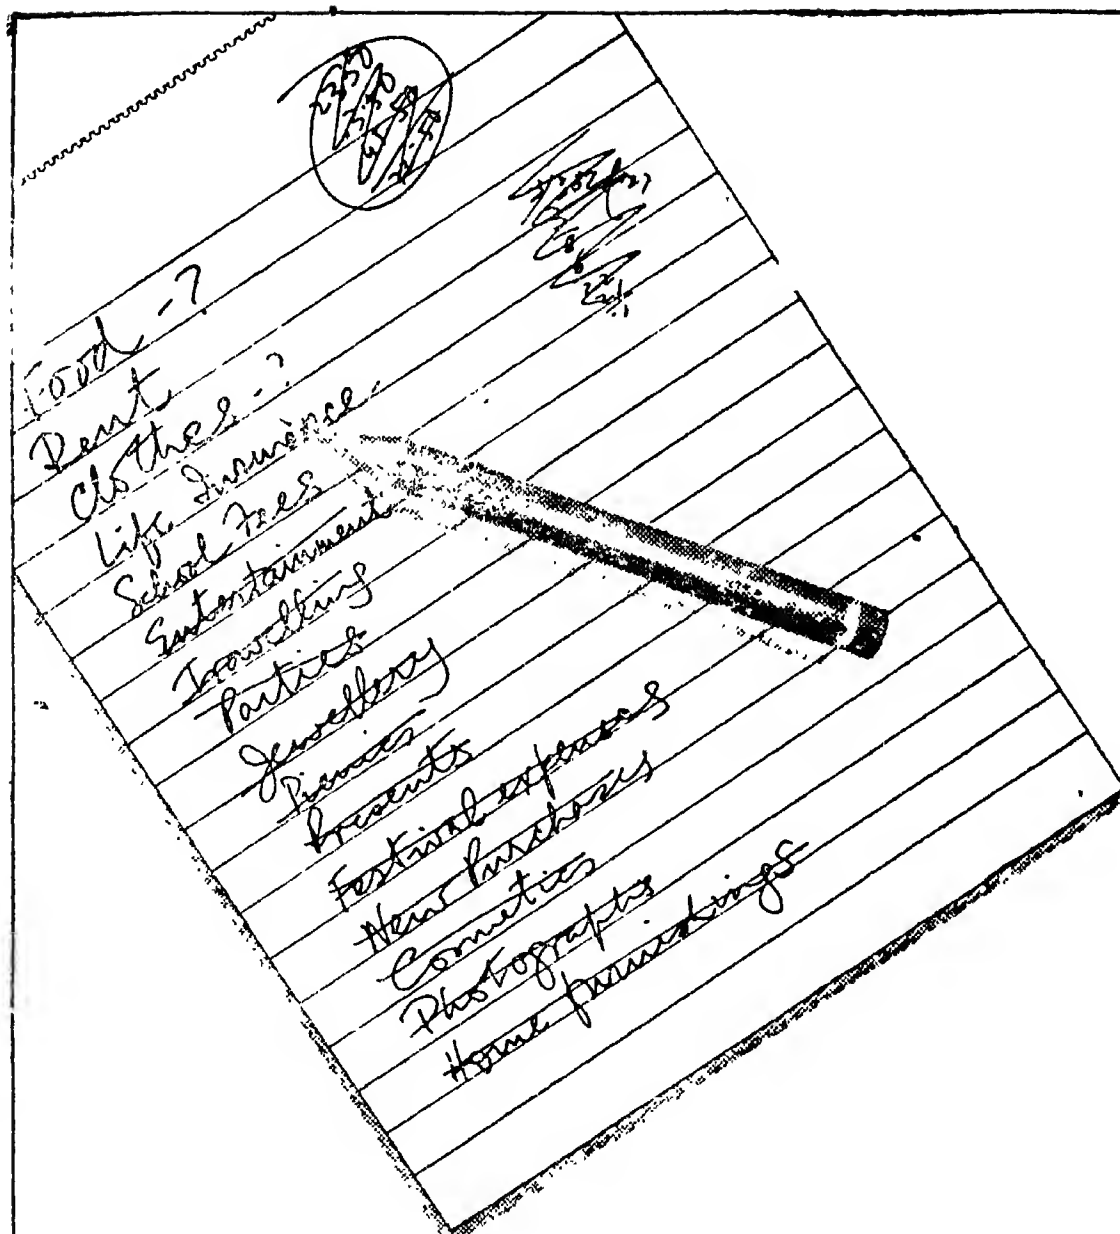 Food -?
Rent
Clothes -?
Life Insurance
School Fees
Entertainment
Travelling
Parties
Jewellery
Picnics
Presents
Festival expenses
New Purchases
Cosmetics
Photographs
Home furnishings